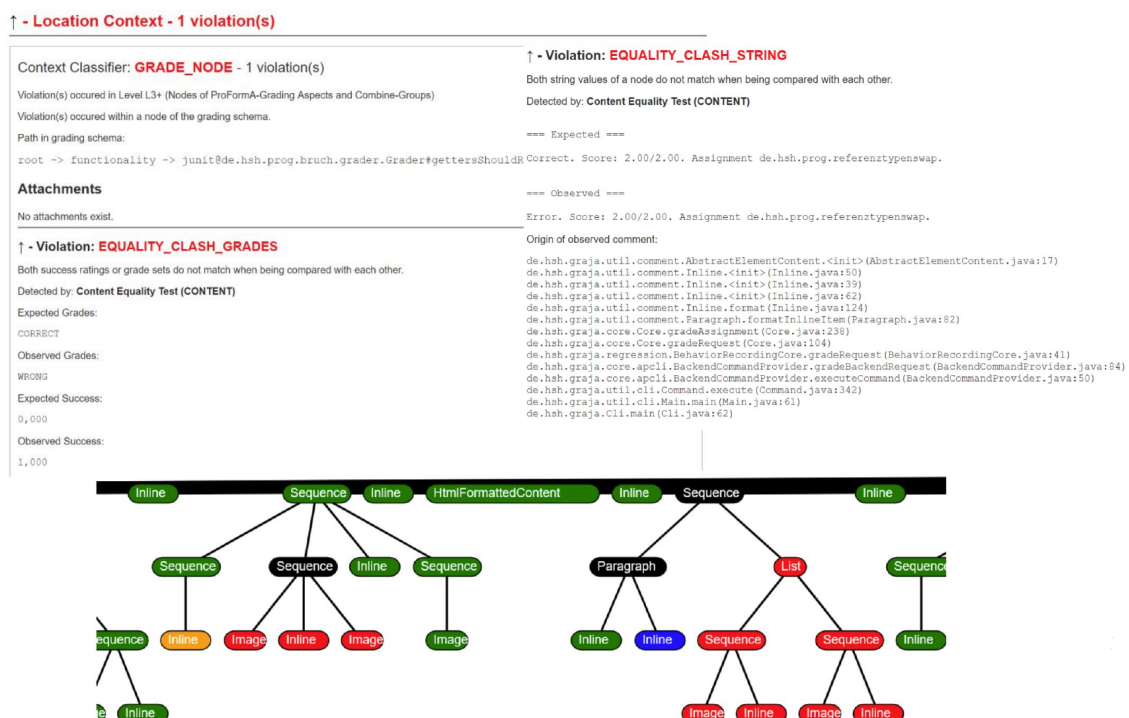 ↑ - Location Context - 1 violation(s)
Context Classifier: GRADE_NODE - 1 violation(s)
Violation(s) occured in Level L3+ (Nodes of ProFormA-Grading Aspects and Combine-Groups)
Violation(s) occured within a node of the grading schema.
Path in grading schema:
root -> functionality -> junit@de.hsh.prog.bruch.grader.Grader#gettersShouldR
Attachments
No attachments exist.
↑ - Violation: EQUALITY_CLASH_GRADES
Both success ratings or grade sets do not match when being compared with each other.
Detected by: Content Equality Test (CONTENT)
Expected Grades:
CORRECT
Observed Grades:
WRONG
Expected Success:
0,000
Observed Success:
1,000
↑ - Violation: EQUALITY_CLASH_STRING
Both string values of a node do not match when being compared with each other.
Detected by: Content Equality Test (CONTENT)
=== Expected ===
Correct. Score: 2.00/2.00. Assignment de.hsh.prog.referenztypenswap.
=== Observed ===
Error. Score: 2.00/2.00. Assignment de.hsh.prog.referenztypenswap.
Origin of observed comment:
de.hsh.graja.util.comment.AbstractElementContent.<init>(AbstractElementContent.java:17)
de.hsh.graja.util.comment.Inline.<init>(Inline.java:50)
de.hsh.graja.util.comment.Inline.<init>(Inline.java:39)
de.hsh.graja.util.comment.Inline.<init>(Inline.java:62)
de.hsh.graja.util.comment.Inline.format(Inline.java:124)
de.hsh.graja.util.comment.Paragraph.formatInlineItem(Paragraph.java:82)
de.hsh.graja.core.Core.gradeAssignment(Core.java:238)
de.hsh.graja.core.Core.gradeRequest(Core.java:104)
de.hsh.graja.regression.BehaviorRecordingCore.gradeRequest(BehaviorRecordingCore.java:41)
de.hsh.graja.core.apcli.BackendCommandProvider.gradeBackendRequest(BackendCommandProvider.java:84)
de.hsh.graja.core.apcli.BackendCommandProvider.executeCommand(BackendCommandProvider.java:50)
de.hsh.graja.util.cli.Command.execute(Command.java:342)
de.hsh.graja.util.cli.Main.main(Main.java:61)
de.hsh.graja.Cli.main(Cli.java:62)
Inline Sequence Inline HtmlFormattedContent Inline Sequence Inline
Sequence Sequence Inline Sequence Paragraph List Sequence
equence Inline Image Inline Image Image Inline Inline Sequence Sequence Inline
e Inline Image Inline Image Inline